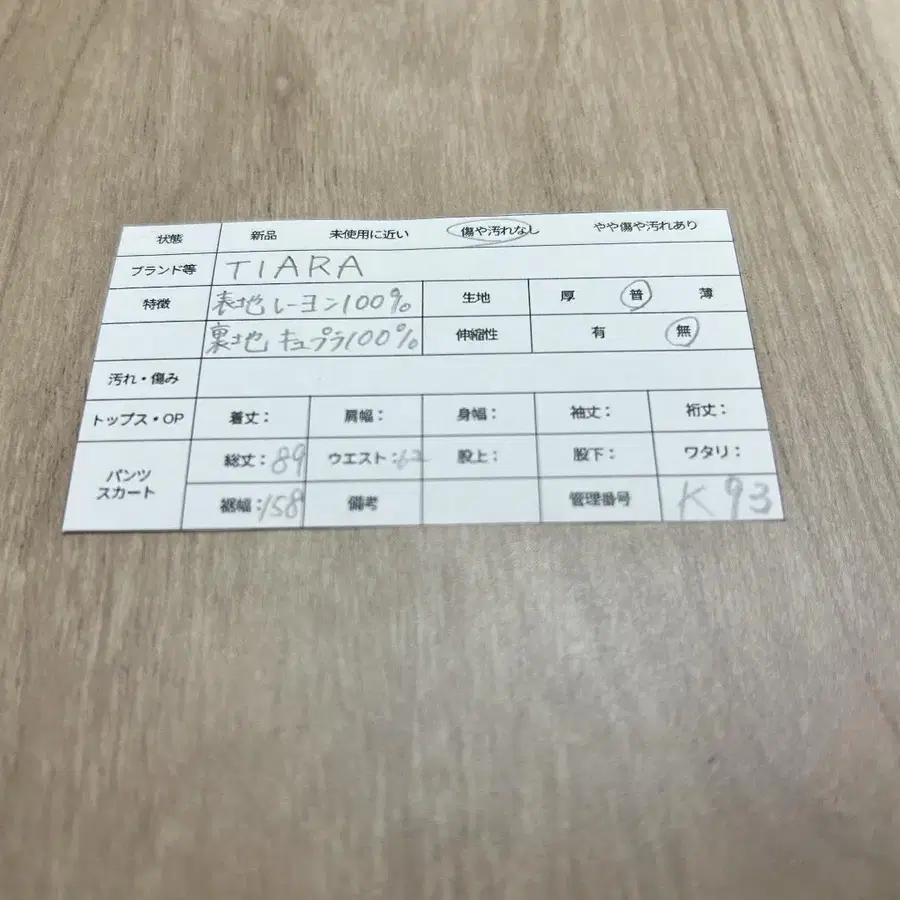 状態 新品 未使用に近い 傷や汚れなし やや傷や汚れあり
ブランド等 TIARA
特徴 表地 レーヨン100% 生地 厚 普 薄
裏地 キュプラ100% 伸縮性 有 無
汚れ・傷み
トップス・OP 着丈: 肩幅: 身幅: 袖丈: 裄丈:
パンツ スカート 総丈:89 ウエスト:62 股上: 股下: ワタリ:
裾幅:158 備考 管理番号 K93